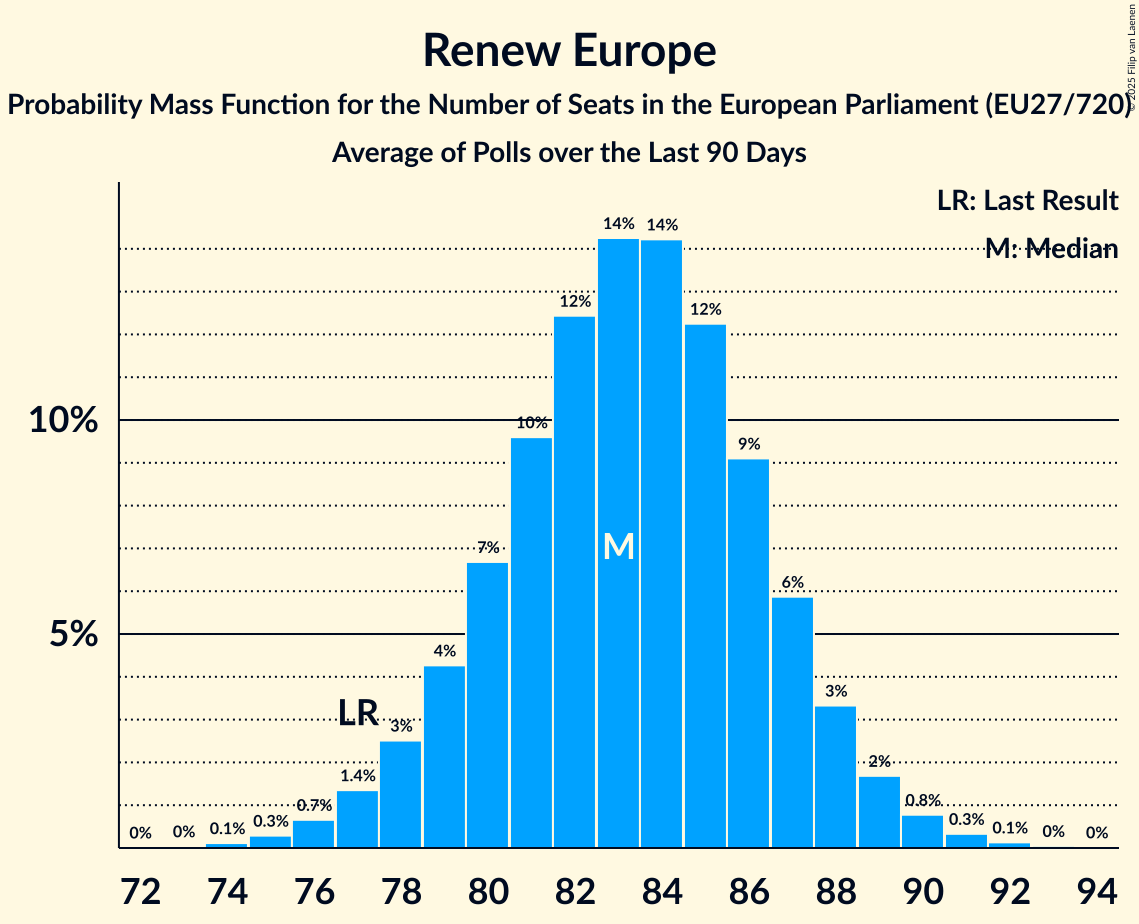 Renew Europe
Probability Mass Function for the Number of Seats in the European Parliament (EU27/720)
Average of Polls over the Last 90 Days
© 2025 Filip van Laenen
LR: Last Result
M: Median
14% 14%
12% 12%
10%
10%
9%
7%
M
6%
5%
4%
LR
3%
3%
2%
1.4%
0.7%
0.8%
0.3%
0.3%
0% 0% 0.1% 0.1% 0% 0%
72 74 76 78 80 82 84 86 88 90 92 94